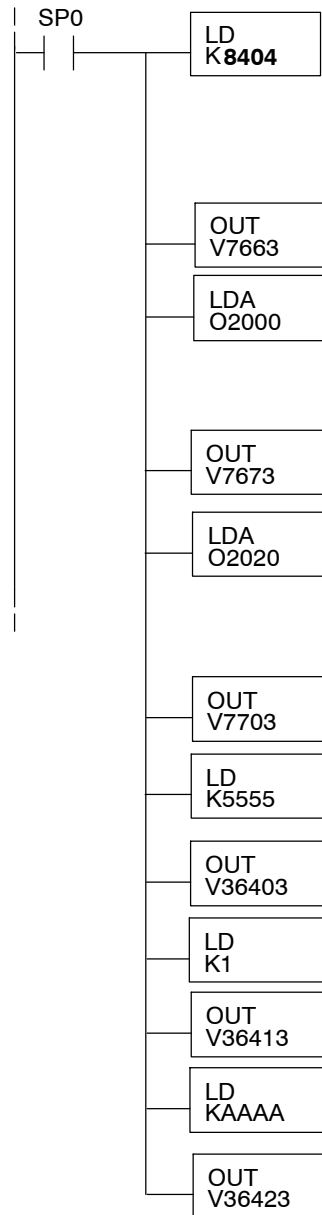 SP0
LD
K8404
OUT
V7663
LDA
O2000
OUT
V7673
LDA
O2020
OUT
V7703
LD
K5555
OUT
V36403
LD
K1
OUT
V36413
LD
KAAAA
OUT
V36423